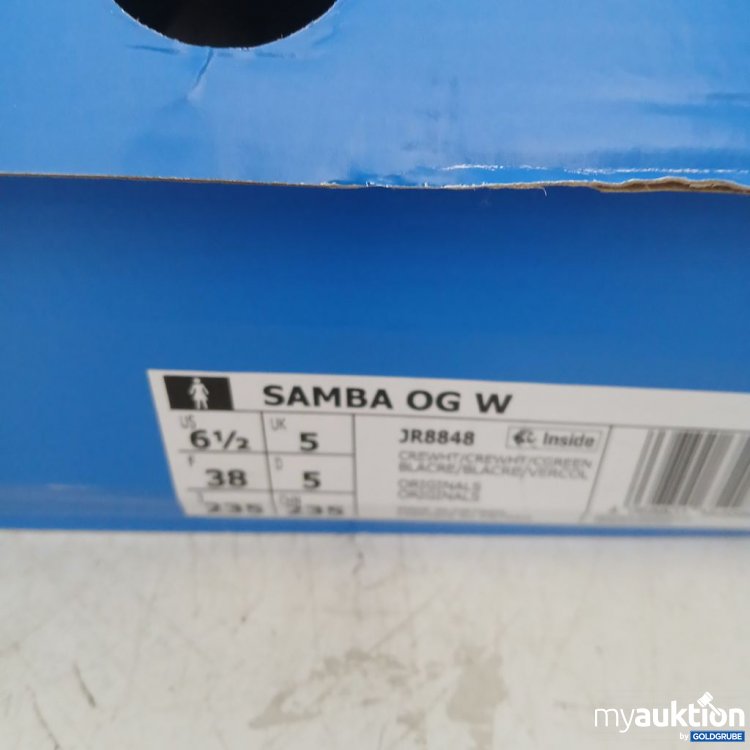 SAMBA OG W
US 6½ UK 5
JR8848 Inside
CREWHT/CREWHT/CGREEN
BLACRE/BLACRE/VERCOL
F 38 D 5
ORIGINALS
ORIGINALS
235 235
myauktion
by GOLDGRUBE